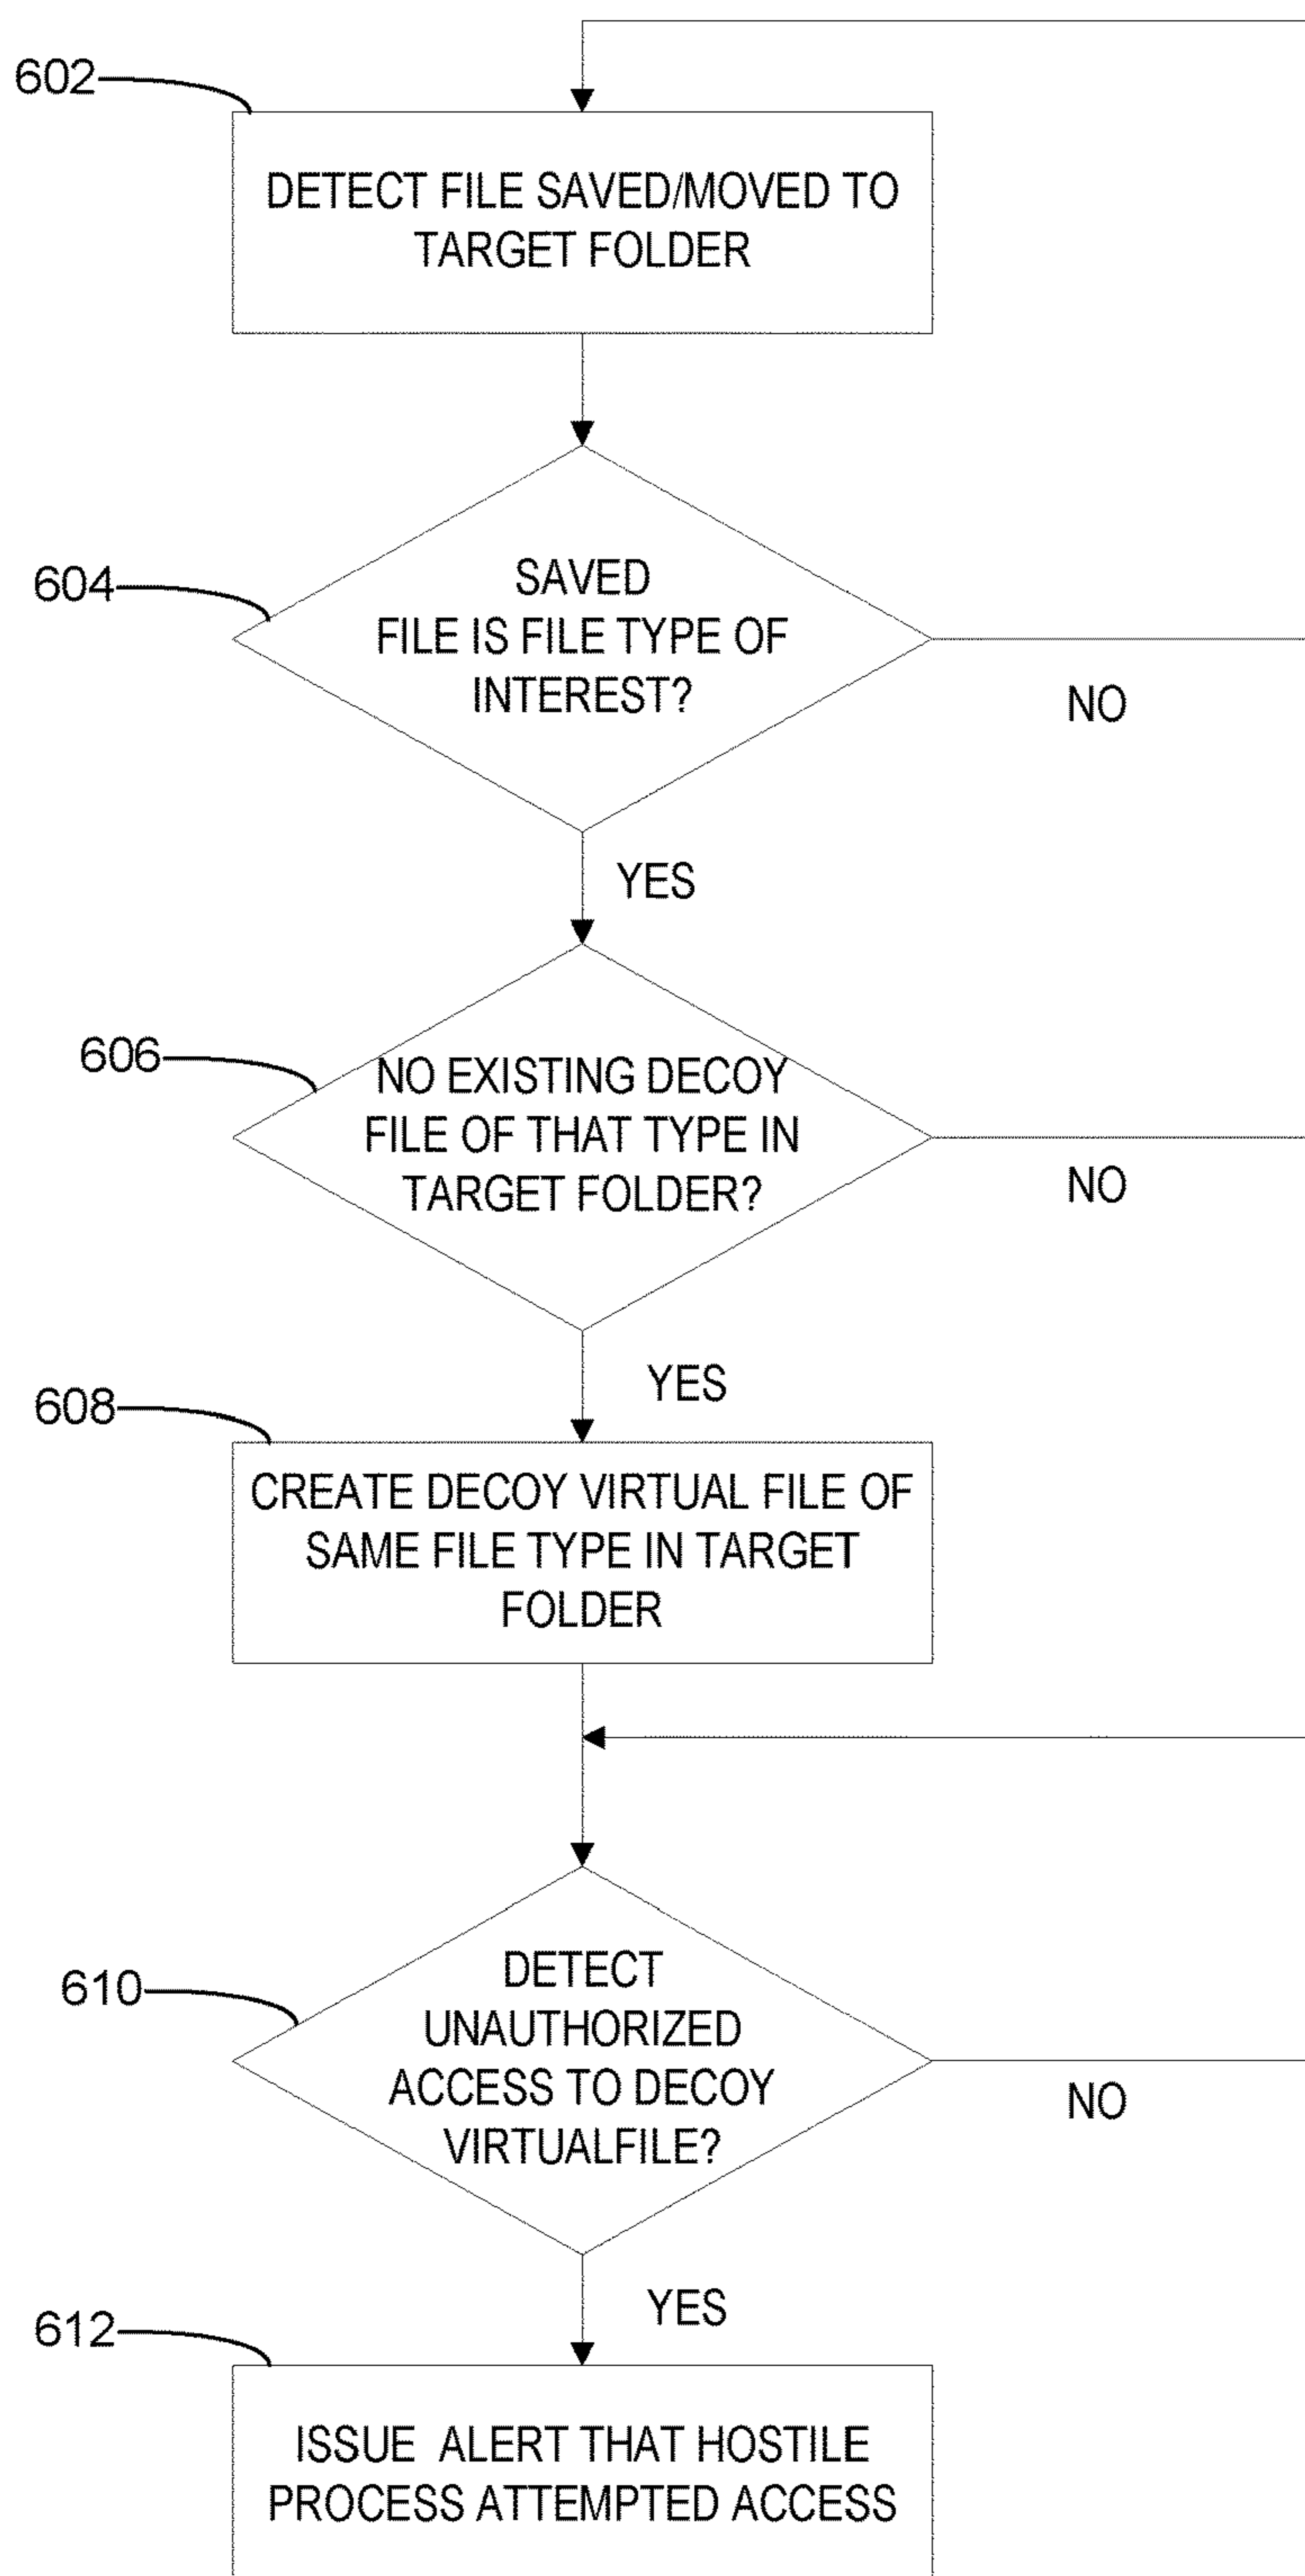 602
DETECT FILE SAVED/MOVED TO
TARGET FOLDER
604
SAVED
FILE IS FILE TYPE OF
INTEREST?
NO
YES
606
NO EXISTING DECOY
FILE OF THAT TYPE IN
TARGET FOLDER?
NO
YES
608
CREATE DECOY VIRTUAL FILE OF
SAME FILE TYPE IN TARGET
FOLDER
610
DETECT
UNAUTHORIZED
ACCESS TO DECOY
VIRTUALFILE?
NO
YES
612
ISSUE ALERT THAT HOSTILE
PROCESS ATTEMPTED ACCESS